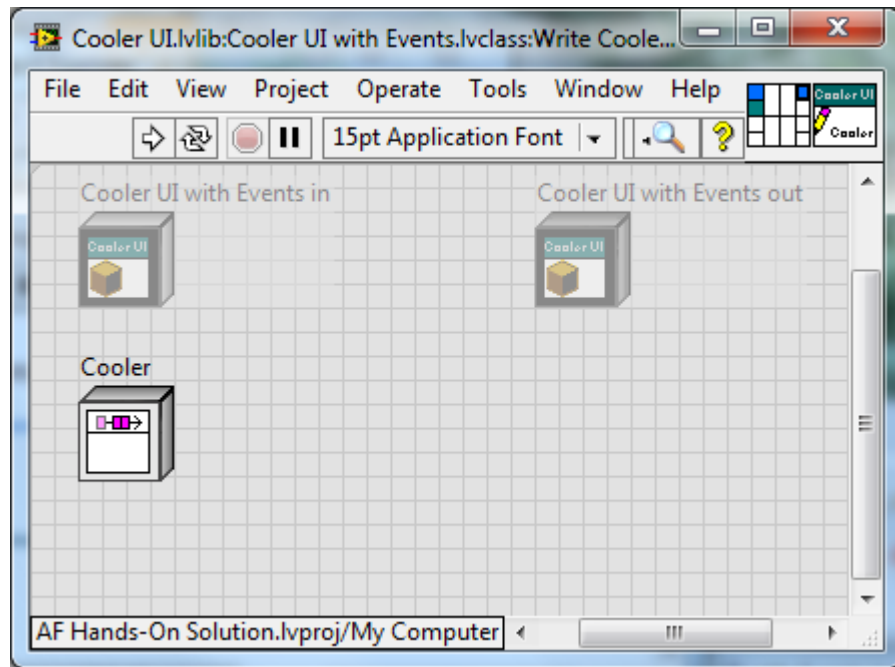 Cooler UI.lvlib:Cooler UI with Events.lvclass:Write Coole...
File Edit View Project Operate Tools Window Help
Cooler UI
Cooler
15pt Application Font
Cooler UI with Events in
Cooler UI with Events out
Cooler UI
Cooler UI
Cooler
AF Hands-On Solution.lvproj/My Computer